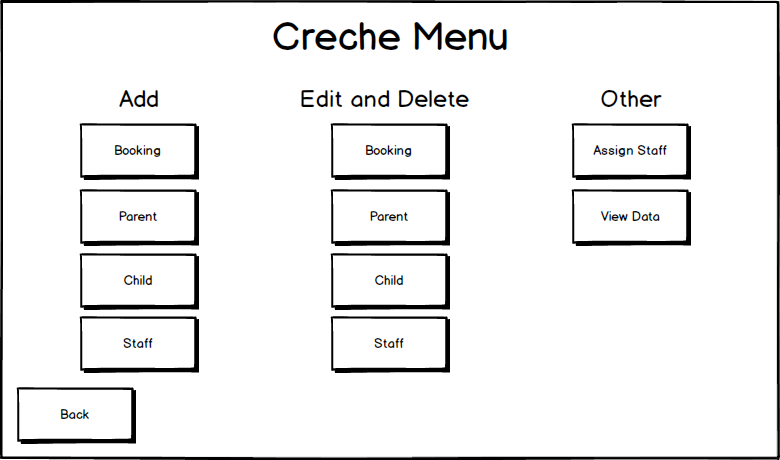 Creche Menu
Add
Edit and Delete
Other
Booking
Booking
Assign Staff
Parent
Parent
View Data
Child
Child
Staff
Staff
Back